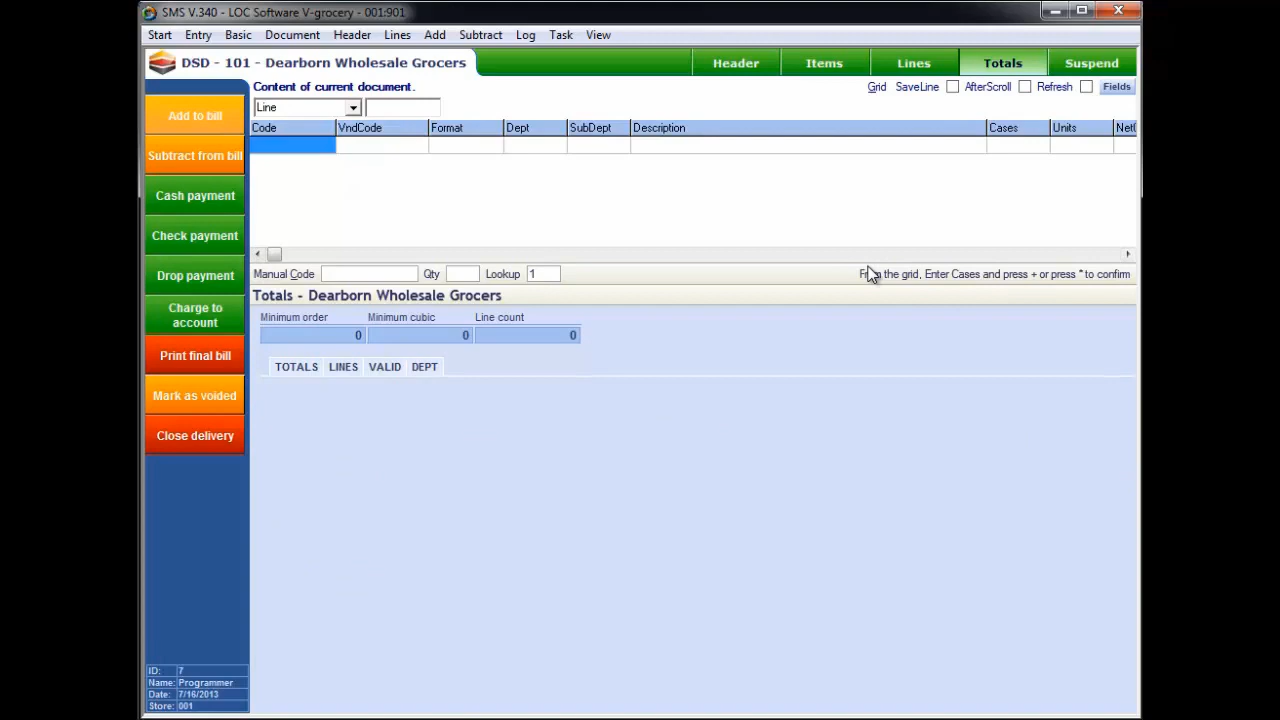 SMS V.340 - LOC Software V-grocery - 001:901
Start Entry Basic Document Header Lines Add Subtract Log Task View
DSD - 101 - Dearborn Wholesale Grocers Header Items Lines Totals Suspend
Content of current document. Grid SaveLine AfterScroll Refresh Fields
Line
Code VndCode Format Dept SubDept Description Cases Units
Add to bill
Subtract from bill
Cash payment
Check payment
Drop payment
Charge to
account
Print final bill
Mark as voided
Close delivery
Manual Code Qty Lookup 1 the grid, Enter Cases and press + or press * to confirm
Totals - Dearborn Wholesale Grocers
Minimum order Minimum cubic Line count
0 0 0
TOTALS LINES VALID DEPT
ID: 7
Name: Programmer
Date: 7/16/2013
Store: 001